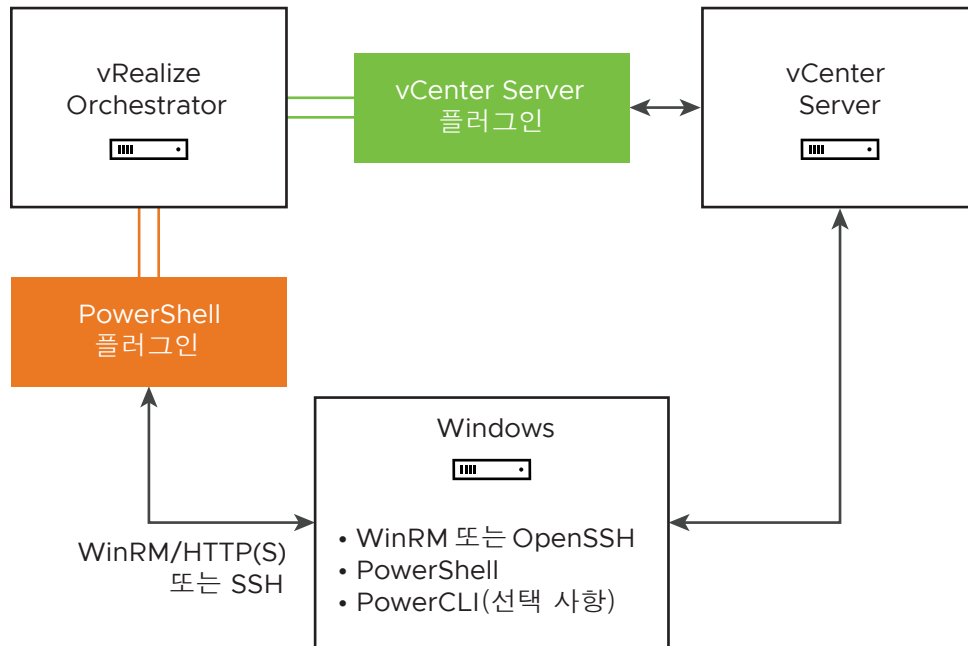 vRealize
Orchestrator
vCenter Server
플러그인
vCenter
Server
PowerShell
플러그인
Windows
• WinRM 또는 OpenSSH
• PowerShell
• PowerCLI(선택 사항)
WinRM/HTTP(S)
또는 SSH